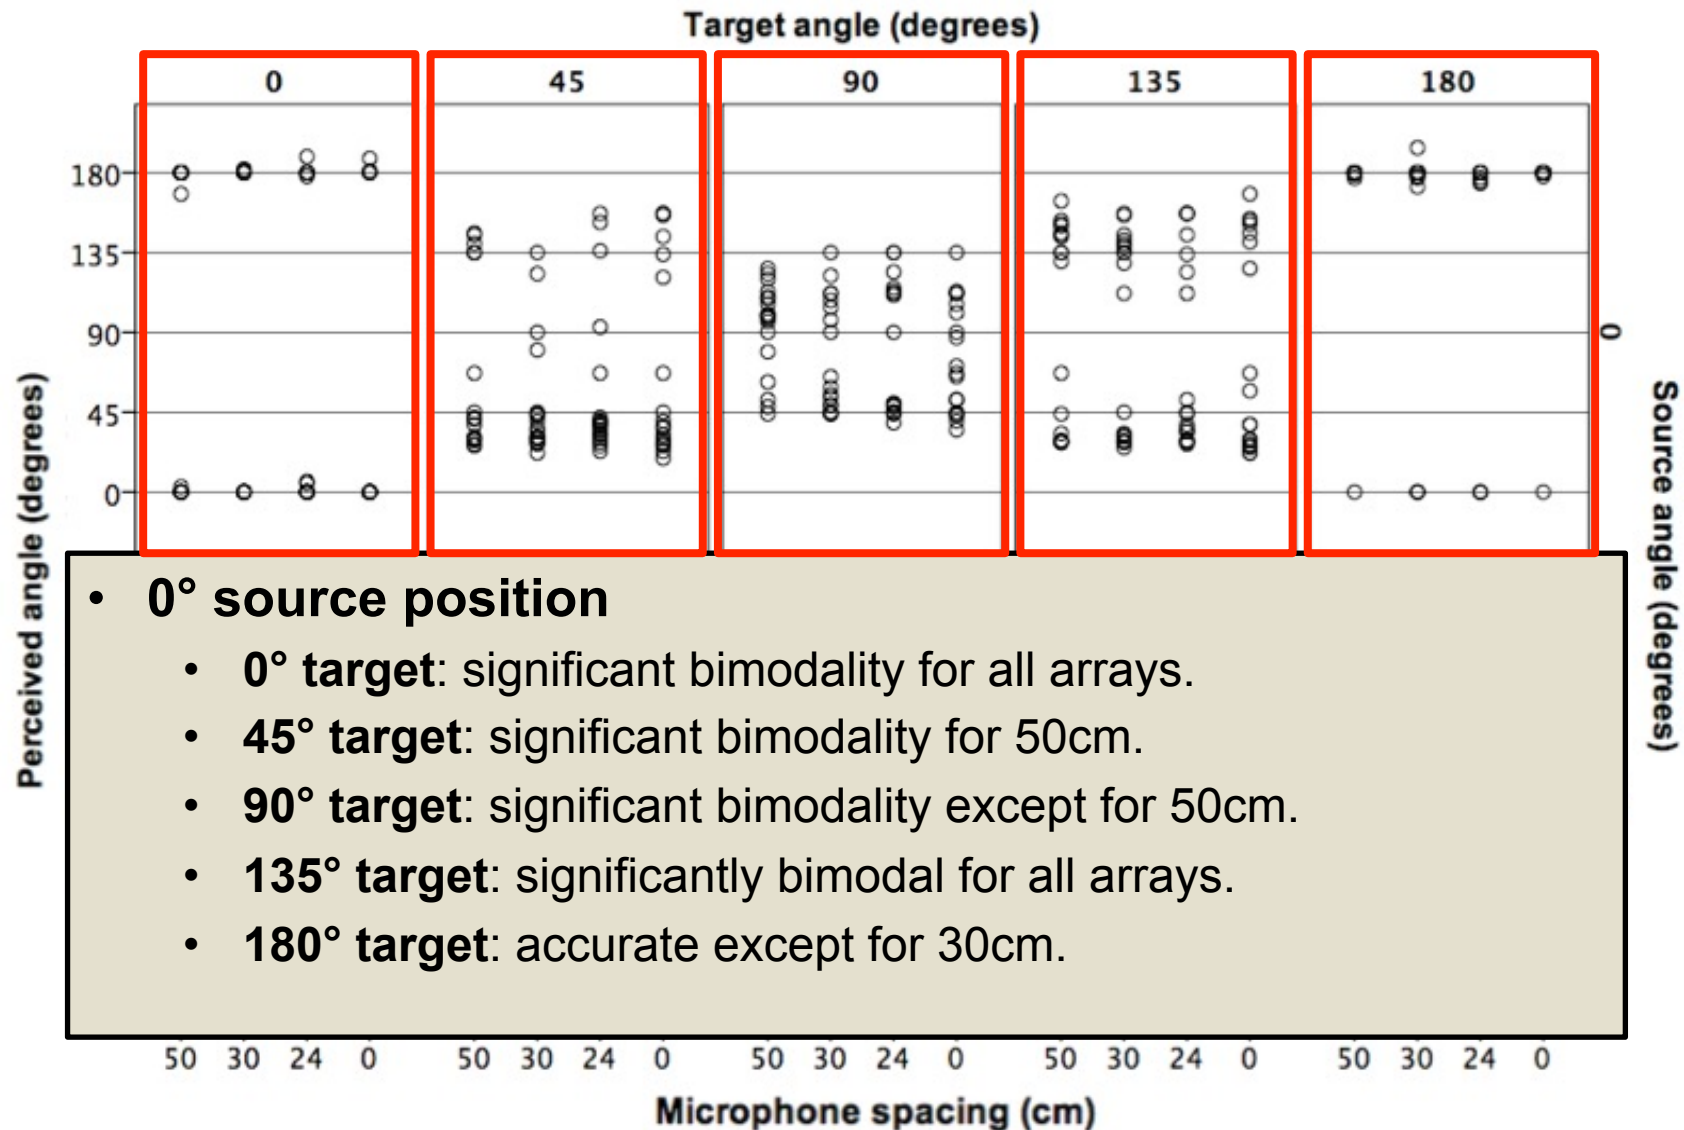 Target angle (degrees)
0 45 90 135 180
180
135
90
45
0
0
Perceived angle (degrees)
Source angle (degrees)
• 0° source position
• 0° target: significant bimodality for all arrays.
• 45° target: significant bimodality for 50cm.
• 90° target: significant bimodality except for 50cm.
• 135° target: significantly bimodal for all arrays.
• 180° target: accurate except for 30cm.
50 30 24 0 50 30 24 0 50 30 24 0 50 30 24 0 50 30 24 0
Microphone spacing (cm)